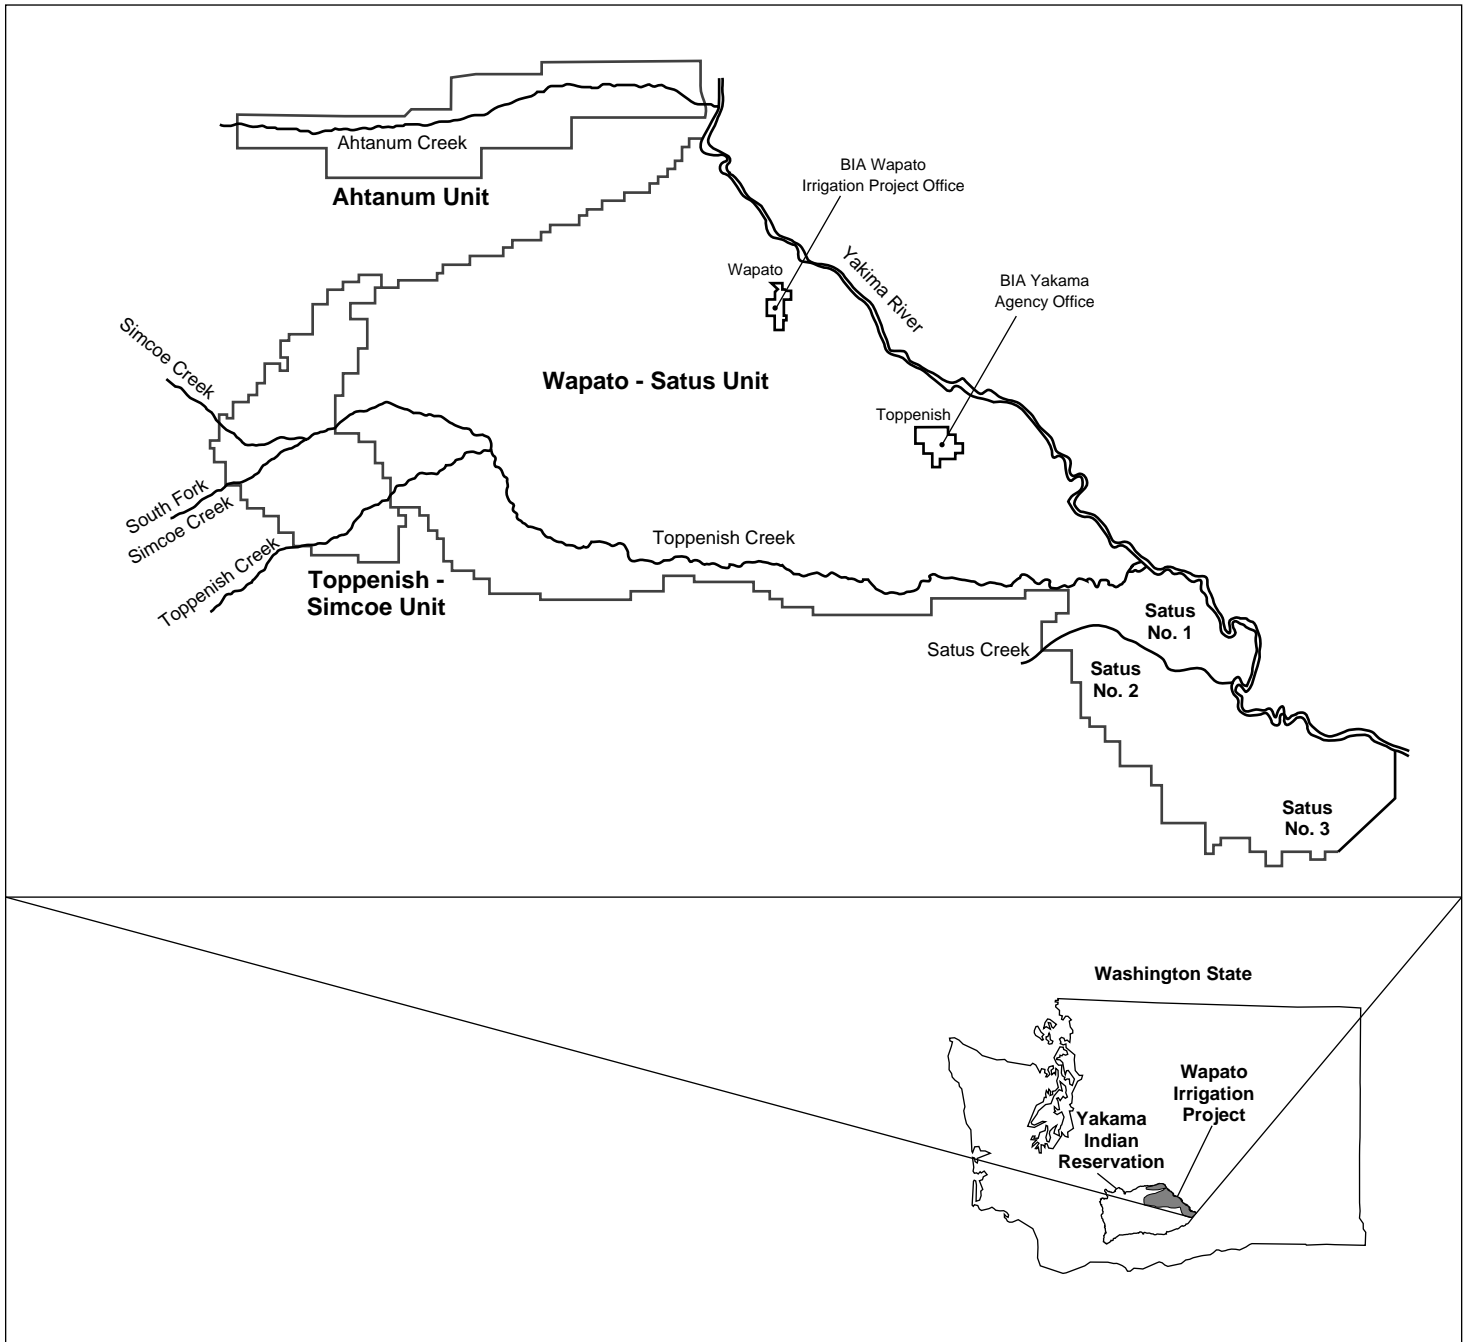 Ahtanum Creek
Ahtanum Unit
BIA Wapato
Irrigation Project Office
Wapato
Yakima River
BIA Yakama
Agency Office
Simcoe Creek
Wapato - Satus Unit
Toppenish
South Fork
Simcoe Creek
Toppenish Creek
Toppenish Creek
Toppenish -
Simcoe Unit
Satus
No. 1
Satus Creek
Satus
No. 2
Satus
No. 3
Washington State
Wapato
Irrigation
Project
Yakama
Indian
Reservation